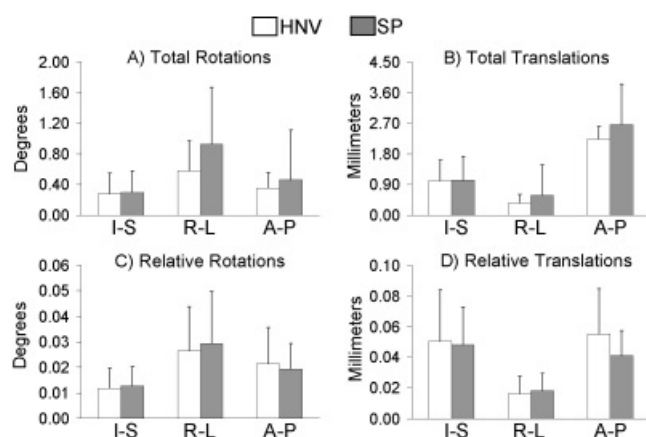 HNV SP
A) Total Rotations
Degrees
2.00
1.60
1.20
0.80
0.40
0.00
I-S R-L A-P
B) Total Translations
Millimeters
4.50
3.60
2.70
1.80
0.90
0.00
I-S R-L A-P
C) Relative Rotations
Degrees
0.06
0.05
0.04
0.03
0.02
0.01
0.00
I-S R-L A-P
D) Relative Translations
Millimeters
0.10
0.08
0.06
0.04
0.02
0.00
I-S R-L A-P